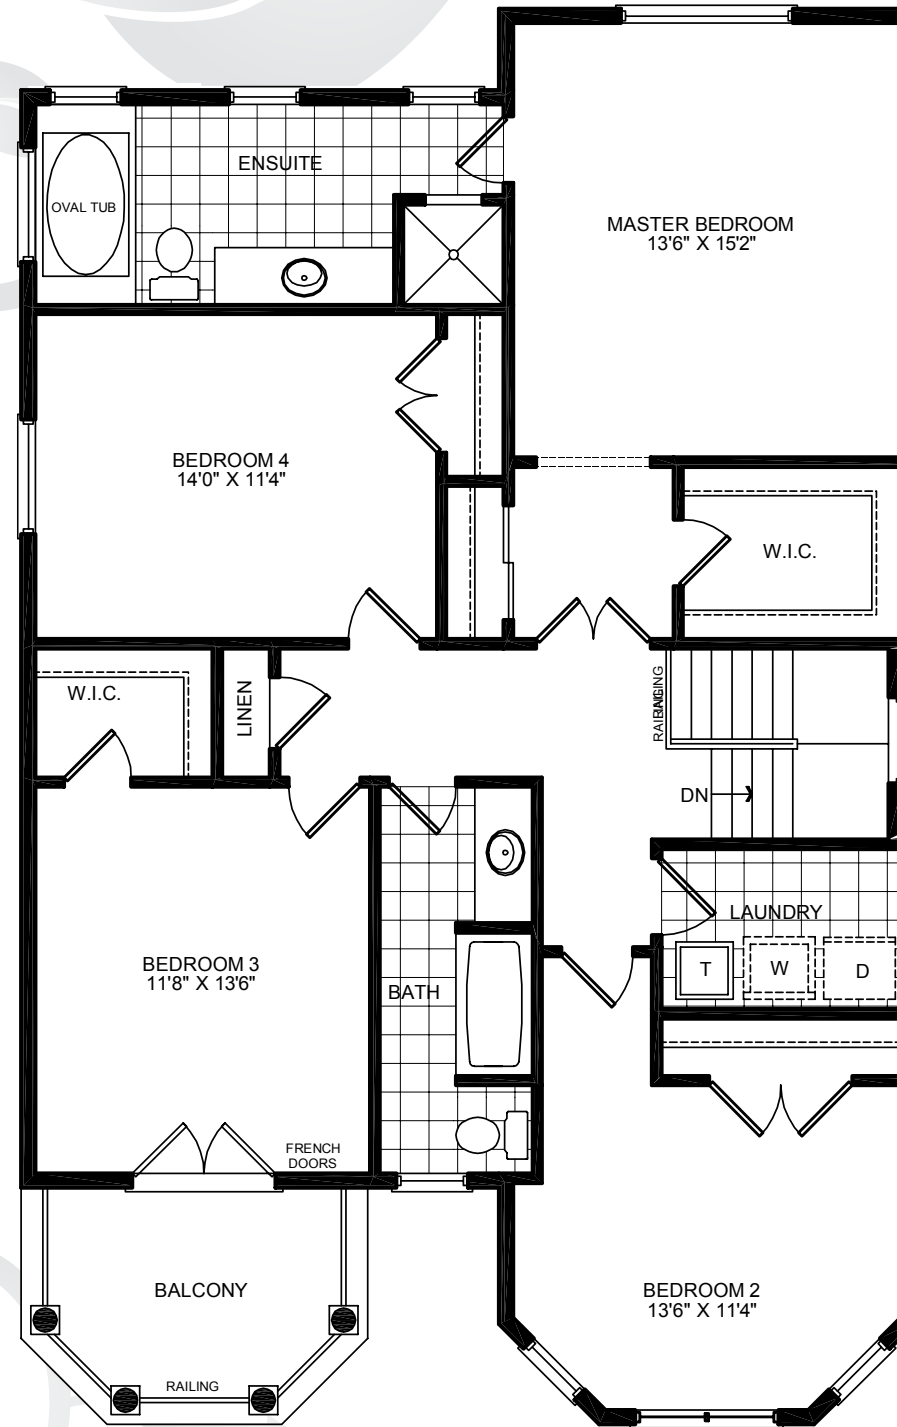 ENSUITE
OVAL TUB
MASTER BEDROOM
13'6" X 15'2"
BEDROOM 4
14'0" X 11'4"
W.I.C.
W.I.C.
LINEN
RAILING
DN
LAUNDRY
T
W
D
BEDROOM 3
11'8" X 13'6"
BATH
FRENCH
DOORS
BALCONY
BEDROOM 2
13'6" X 11'4"
RAILING